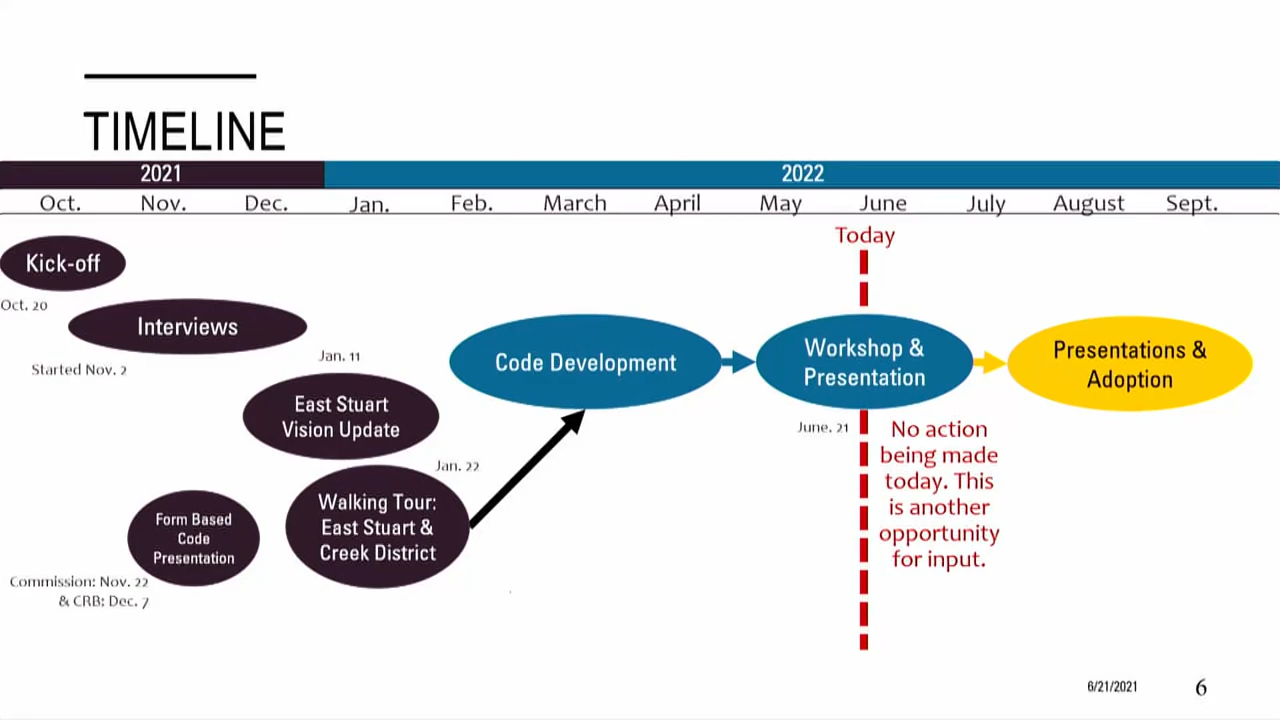 TIMELINE
2021
2022
Oct.
Nov.
Dec.
Jan.
Feb.
March
April
May
June
July
August
Sept.
Today
Kick-off
Oct. 20
Interviews
Started Nov. 2
Jan. 11
East Stuart
Vision Update
Jan. 22
Walking Tour:
East Stuart &
Creek District
Form Based
Code
Presentation
Commission: Nov. 22
& CRB: Dec. 7
Code Development
Workshop &
Presentation
June. 21
Presentations &
Adoption
No action
being made
today. This
is another
opportunity
for input.
6/21/2021
6